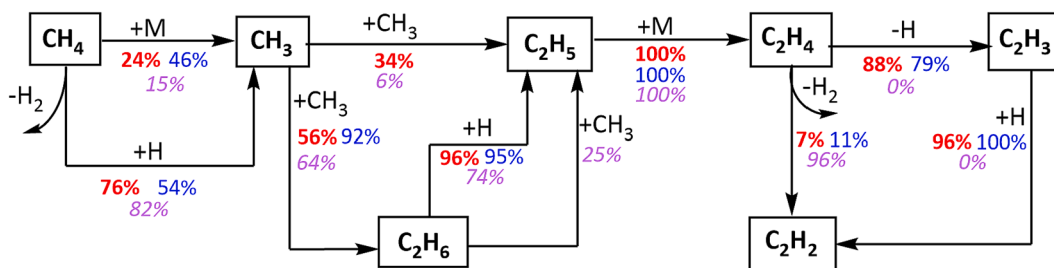 CH₄
+M
24% 46%
15%
CH₃
+CH₃
34%
6%
C₂H₅
+M
100%
100%
100%
C₂H₄
-H
88% 79%
0%
C₂H₃
-H₂
+H
76% 54%
82%
+CH₃
56% 92%
64%
+H
96% 95%
74%
+CH₃
25%
-H₂
7% 11%
96%
+H
96% 100%
0%
C₂H₆
C₂H₂